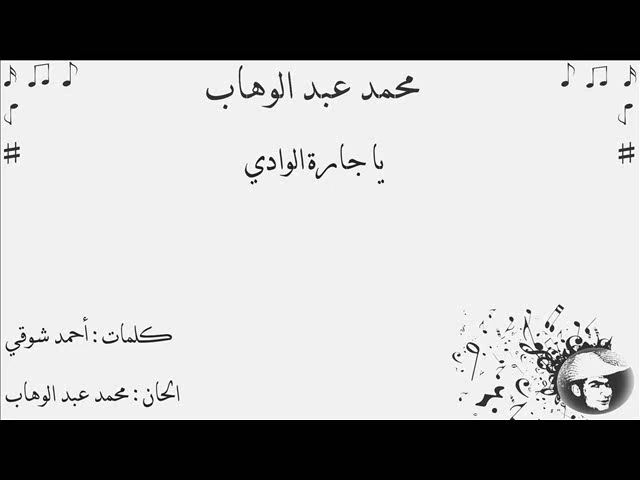 محمد عبد الوهاب
يا جارة الوادي
كلمات : أحمد شوقي
الحان : محمد عبد الوهاب